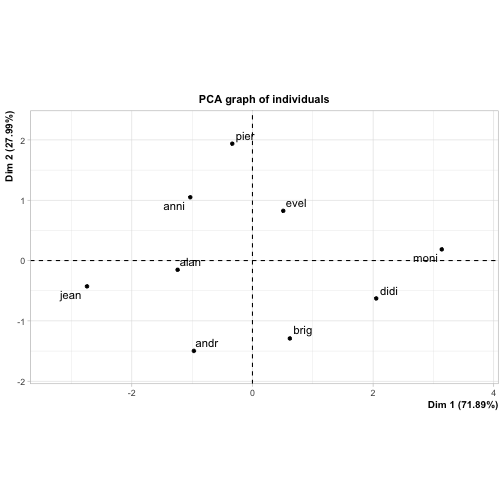 PCA graph of individuals
Dim 2 (27.99%)
2
1
0
-1
-2
pier
anni
evel
moni
alan
jean
didi
brig
andr
-2
0
2
4
Dim 1 (71.89%)